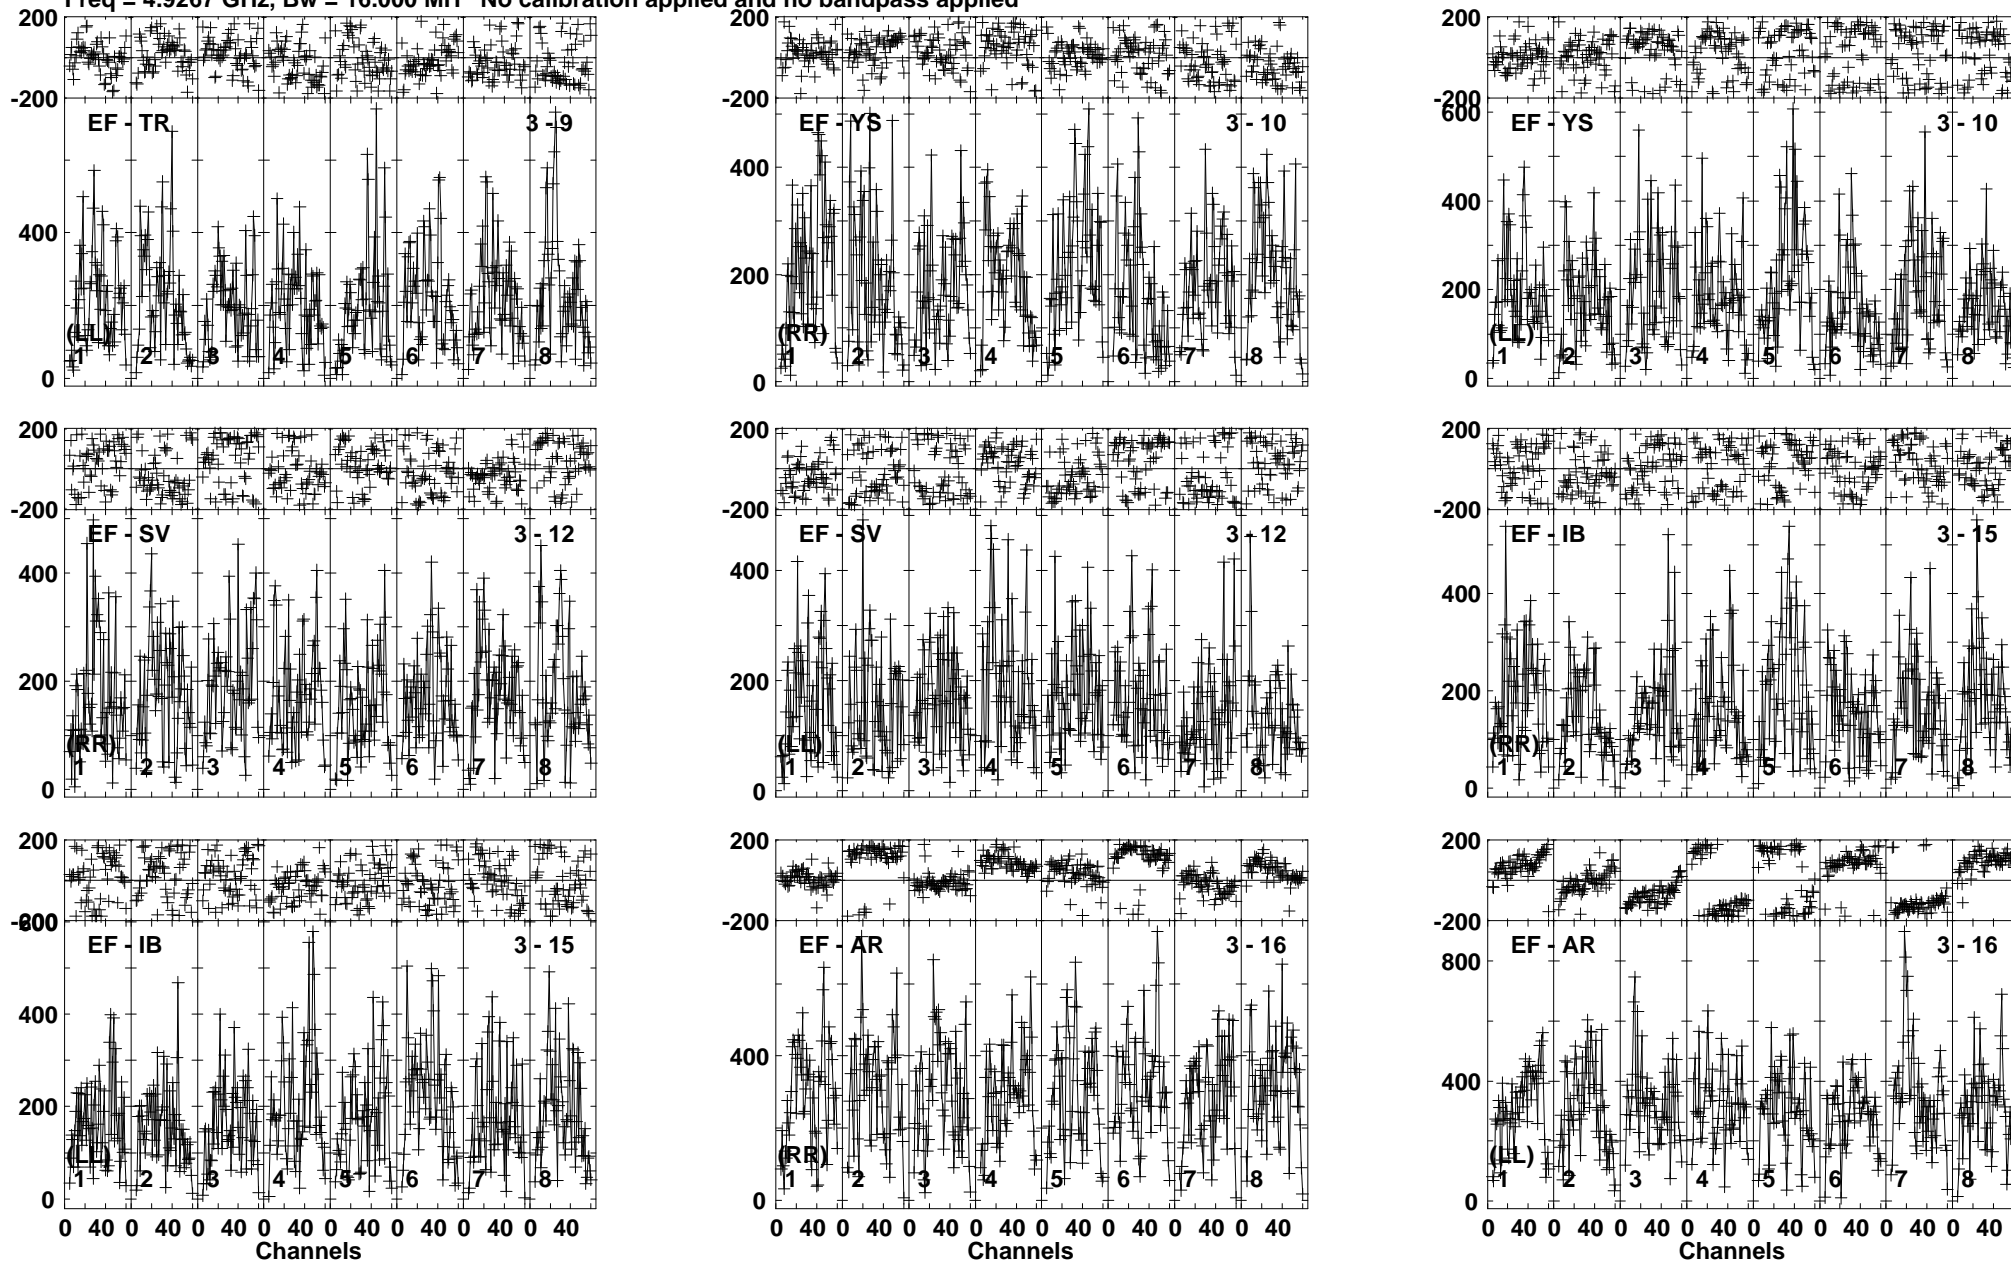 Freq = 4.9267 GHz, Bw = 16.000 MH No calibration applied and no bandpass applied
200 200 200
-200 -200 -200
EF - TR 3 - 9 EF - YS 3 - 10 600 EF - YS 3 - 10
400 400 400
200 200
(LL) (RR) (LL)
1 2 3 4 5 6 7 8 1 2 3 4 5 6 7 8 1 2 3 4 5 6 7 8
0 0 0
200 200 200
-200 -200 -200
EF - SV 3 - 12 EF - SV 3 - 12 EF - IB 3 - 15
400 400 400
200 200 200
(RR) (LL) (RR)
1 2 3 4 5 6 7 8 1 2 3 4 5 6 7 8 1 2 3 4 5 6 7 8
0 0 0
200 200 200
-200 -200 -200
600 EF - IB 3 - 15 EF - AR 3 - 16 EF - AR 3 - 16
800
400 400 400
200
(LL) (RR) (LL)
1 2 3 4 5 6 7 8 1 2 3 4 5 6 7 8 1 2 3 4 5 6 7 8
0 0 0
0 40 0 40 0 40 0 40 0 40 0 40 0 40 0 40 0 40 0 40 0 40 0 40 0 40 0 40 0 40 0 40 0 40 0 40 0 40 0 40 0 40 0 40 0 40 0 40
Channels Channels Channels